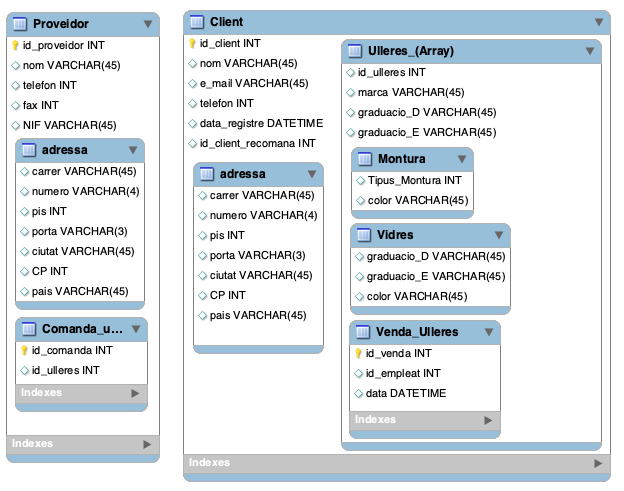 Proveidor
id_proveidor INT
nom VARCHAR(45)
telefon INT
fax INT
NIF VARCHAR(45)
adressa
carrer VARCHAR(45)
numero VARCHAR(4)
pis INT
porta VARCHAR(3)
ciutat VARCHAR(45)
CP INT
pais VARCHAR(45)
Comanda_u...
id_comanda INT
id_ulleres INT
Indexes
Indexes
Client
id_client INT
nom VARCHAR(45)
e_mail VARCHAR(45)
telefon INT
data_registre DATETIME
id_client_recomana INT
adressa
carrer VARCHAR(45)
numero VARCHAR(4)
pis INT
porta VARCHAR(3)
ciutat VARCHAR(45)
CP INT
pais VARCHAR(45)
Ulleres_(Array)
id_ulleres INT
marca VARCHAR(45)
graduacio_D VARCHAR(45)
graduacio_E VARCHAR(45)
Montura
Tipus_Montura INT
color VARCHAR(45)
Vidres
graduacio_D VARCHAR(45)
graduacio_E VARCHAR(45)
color VARCHAR(45)
Venda_Ulleres
id_venda INT
id_empleat INT
data DATETIME
Indexes
Indexes